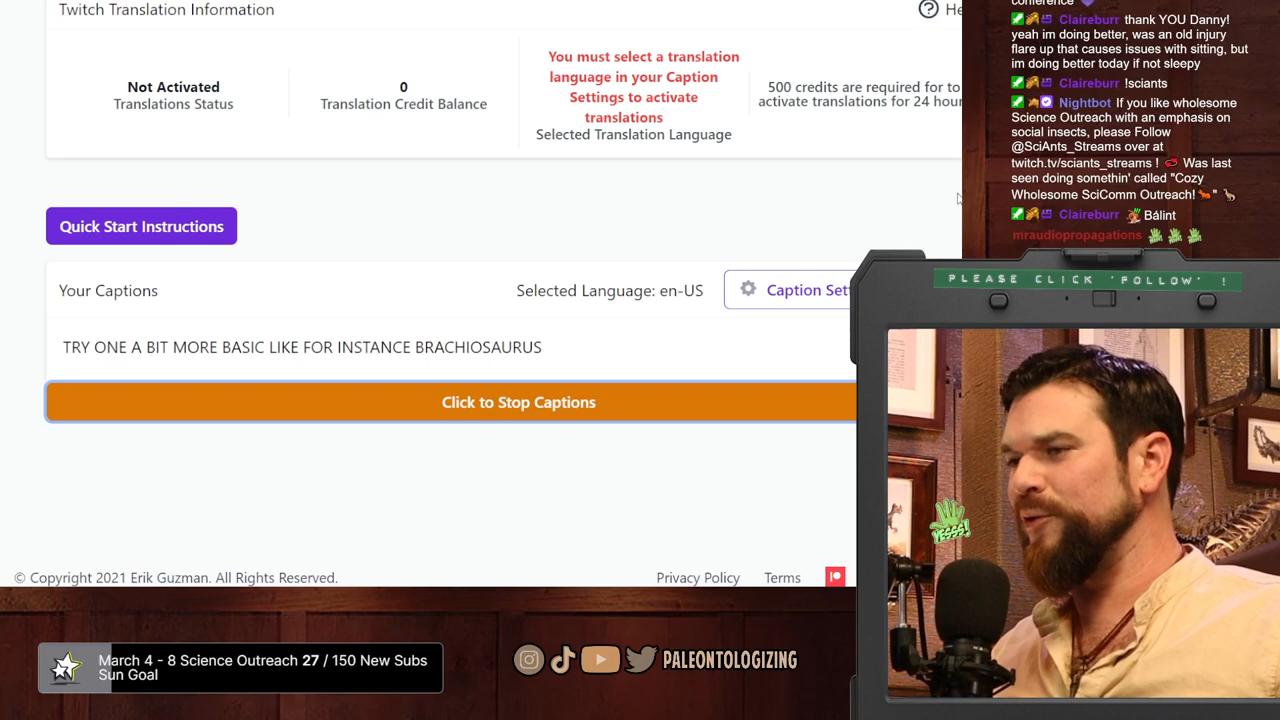 Twitch Translation Information
He
Not Activated
Translations Status
0
Translation Credit Balance
You must select a translation
language in your Caption
Settings to activate
translations
Selected Translation Language
500 credits are required for to
activate translations for 24 hour
Quick Start Instructions
Your Captions
Selected Language: en-US
Caption Sett
TRY ONE A BIT MORE BASIC LIKE FOR INSTANCE BRACHIOSAURUS
Click to Stop Captions
© Copyright 2021 Erik Guzman. All Rights Reserved.
Privacy Policy
Terms
conference
Claireburr thank YOU Danny!
yeah im doing better, was an old injury
flare up that causes issues with sitting, but
im doing better today if not sleepy
Claireburr !sciants
Nightbot If you like wholesome
Science Outreach with an emphasis on
social insects, please Follow
@SciAnts_Streams over at
twitch.tv/sciants_streams ! Was last
seen doing somethin' called "Cozy
Wholesome SciComm Outreach! "
Claireburr Bálint
mraudiopropagations
PLEASE CLICK 'FOLLOW' !
YESSS!
March 4 - 8 Science Outreach 27 / 150 New Subs
Sun Goal
PALEONTOLOGIZING